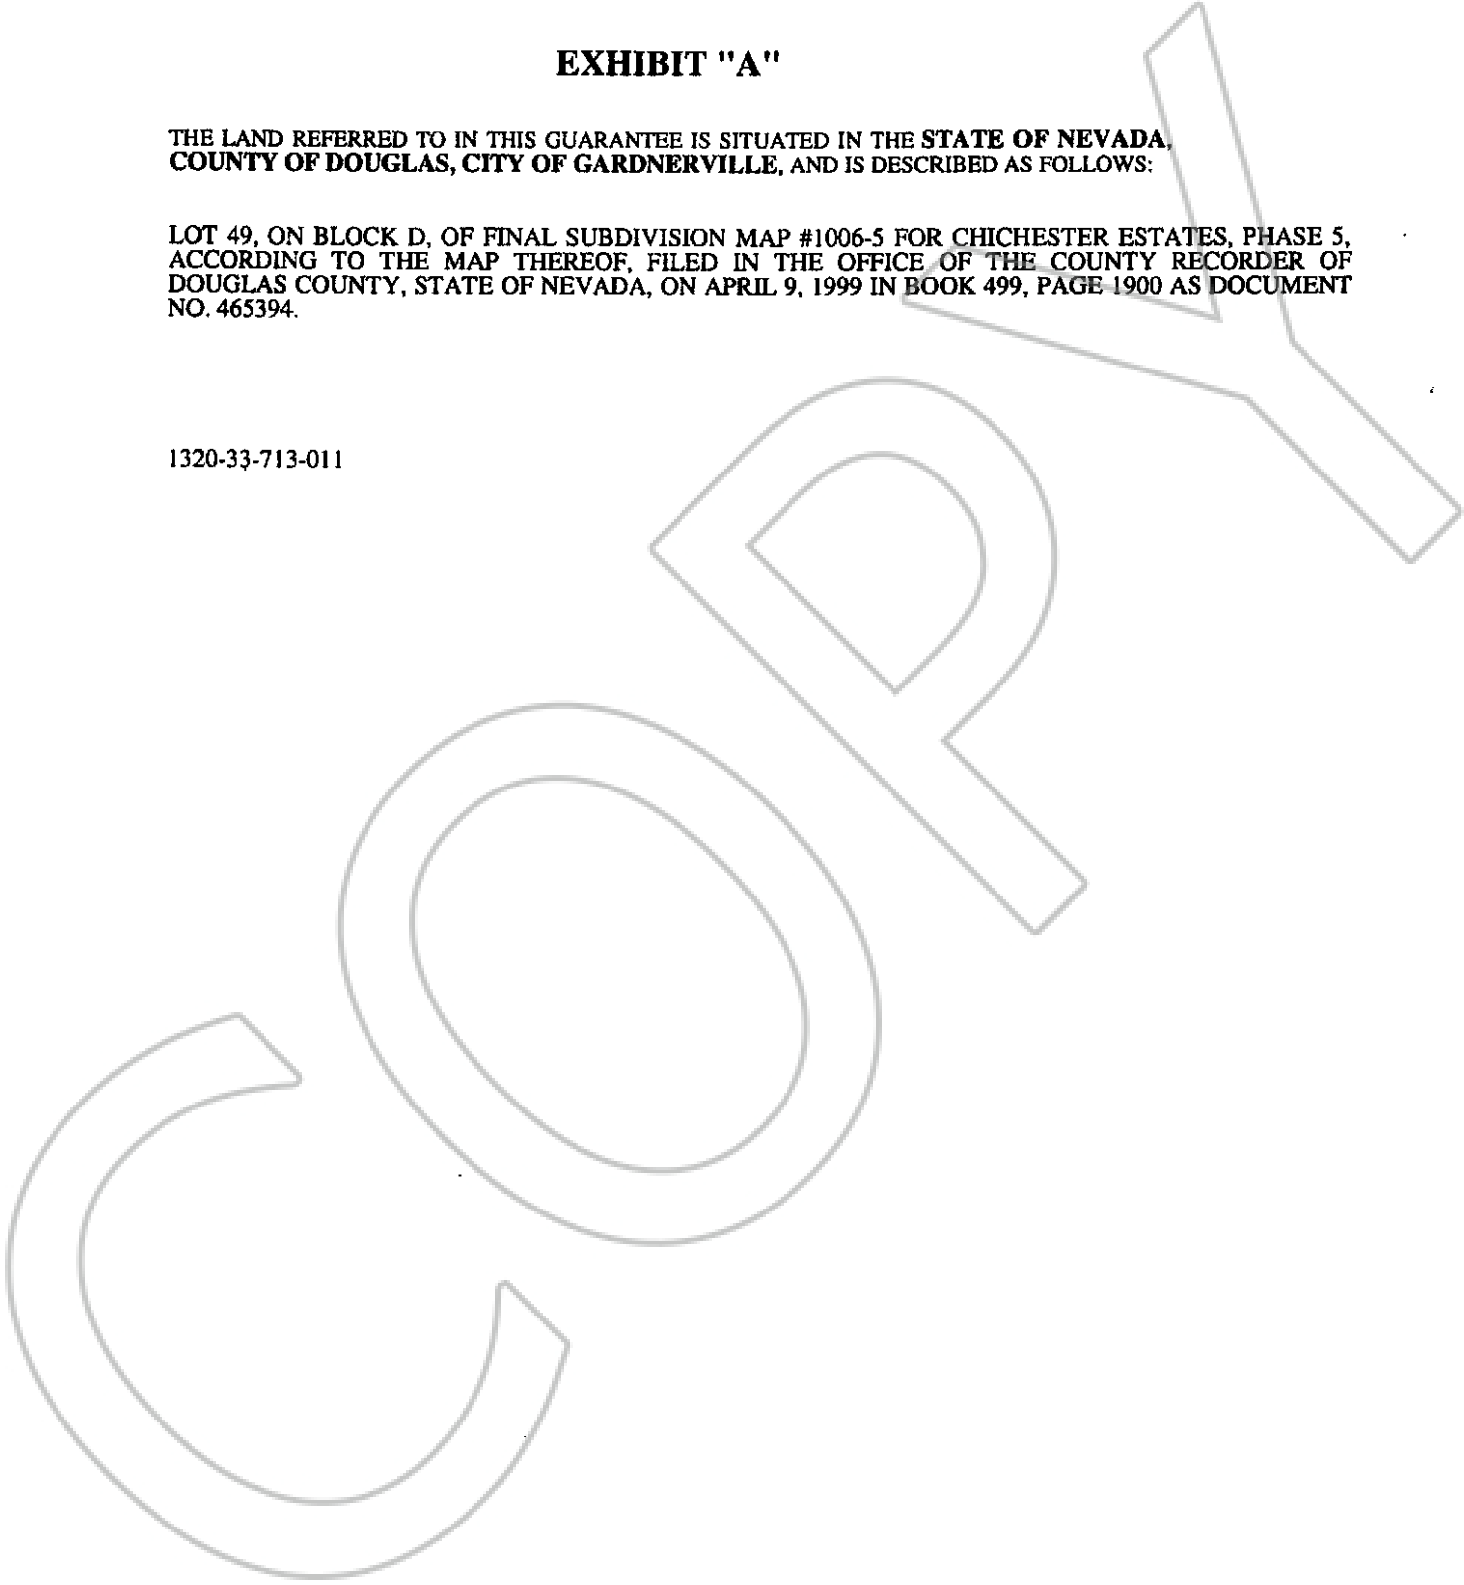 EXHIBIT "A"
THE LAND REFERRED TO IN THIS GUARANTEE IS SITUATED IN THE STATE OF NEVADA,
COUNTY OF DOUGLAS, CITY OF GARDNERVILLE, AND IS DESCRIBED AS FOLLOWS:
LOT 49, ON BLOCK D, OF FINAL SUBDIVISION MAP #1006-5 FOR CHICHESTER ESTATES, PHASE 5,
ACCORDING TO THE MAP THEREOF, FILED IN THE OFFICE OF THE COUNTY RECORDER OF
DOUGLAS COUNTY, STATE OF NEVADA, ON APRIL 9, 1999 IN BOOK 499, PAGE 1900 AS DOCUMENT
NO. 465394.
1320-33-713-011
COPY